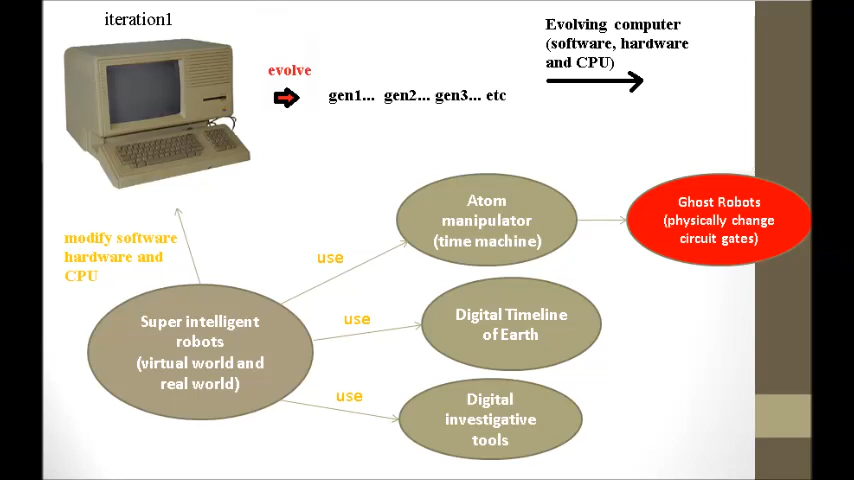 iteration1
evolve
gen1... gen2... gen3... etc
Evolving computer
(software, hardware
and CPU)
modify software
hardware and
CPU
use
use
use
Super intelligent
robots
(virtual world and
real world)
Atom
manipulator
(time machine)
Ghost Robots
(physically change
circuit gates)
Digital Timeline
of Earth
Digital
investigative
tools